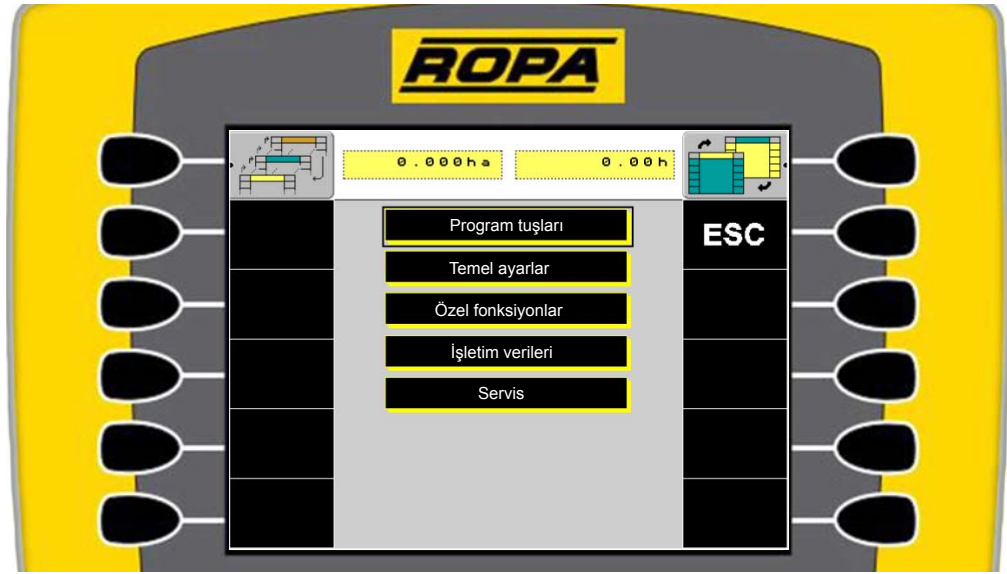 ROPA
0.000ha
0.00h
Program tuşları
ESC
Temel ayarlar
Özel fonksiyonlar
İşletim verileri
Servis